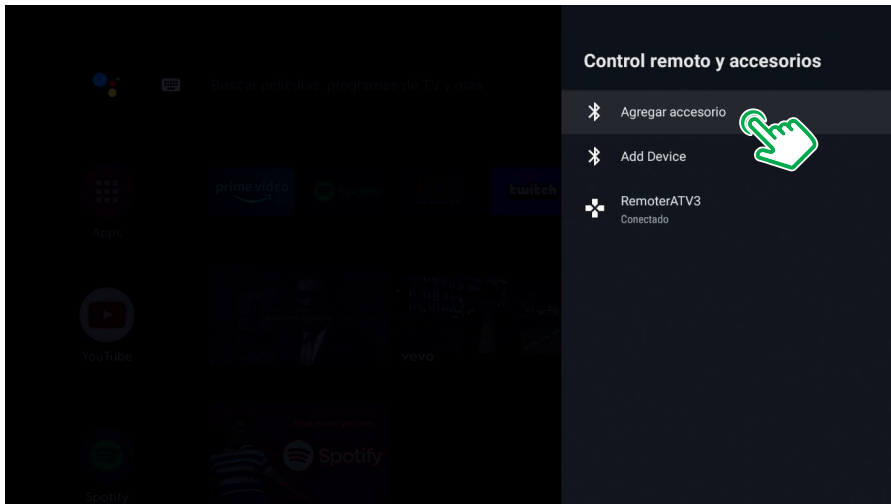 Control remoto y accesorios
Agregar accesorio
Add Device
RemoterATV3
Conectado
Buscar películas, programas de TV y más
prime video
Spotify
twitch
Apps
YouTube
vevo
Spotify
Spotify